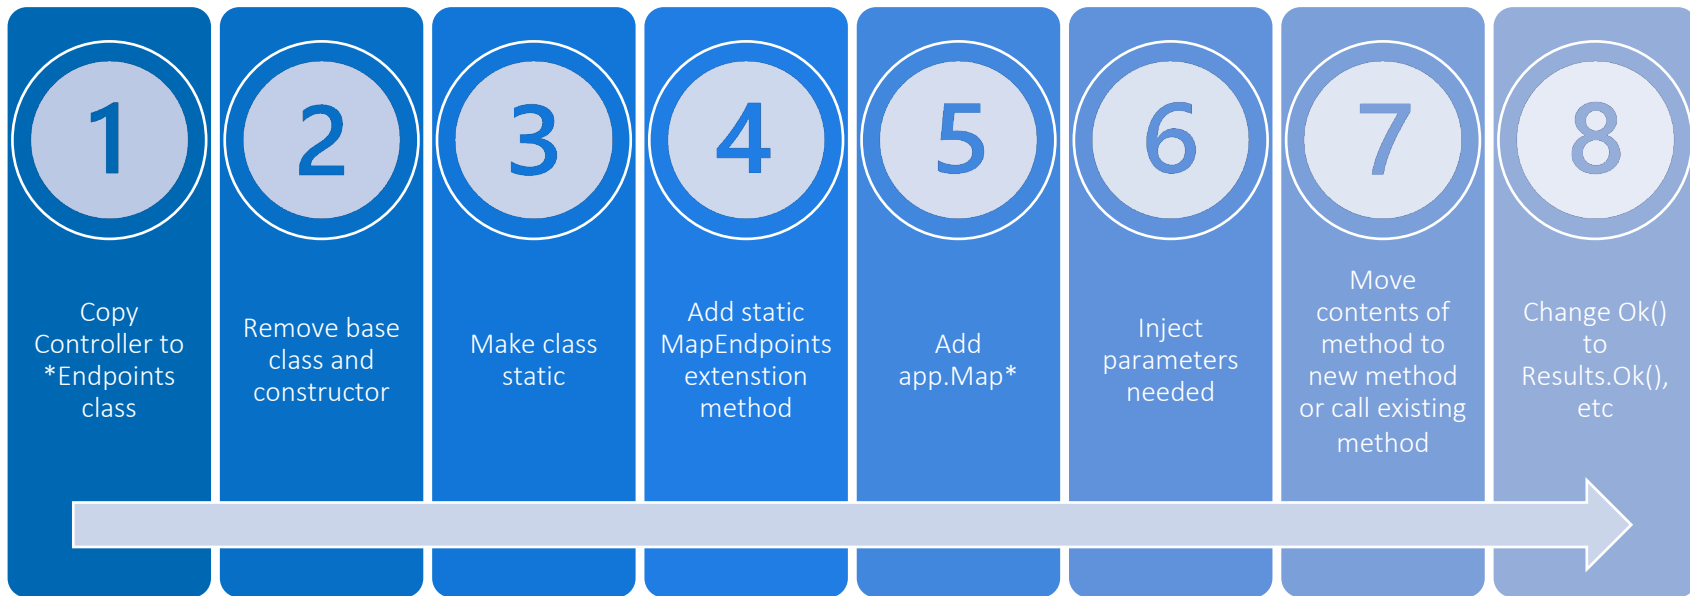 1
Copy
Controller to
*Endpoints
class
2
Remove base
class and
constructor
3
Make class
static
4
Add static
MapEndpoints
extenstion
method
5
Add
app.Map*
6
Inject
parameters
needed
7
Move
contents of
method to
new method
or call existing
method
8
Change Ok()
to
Results.Ok(),
etc